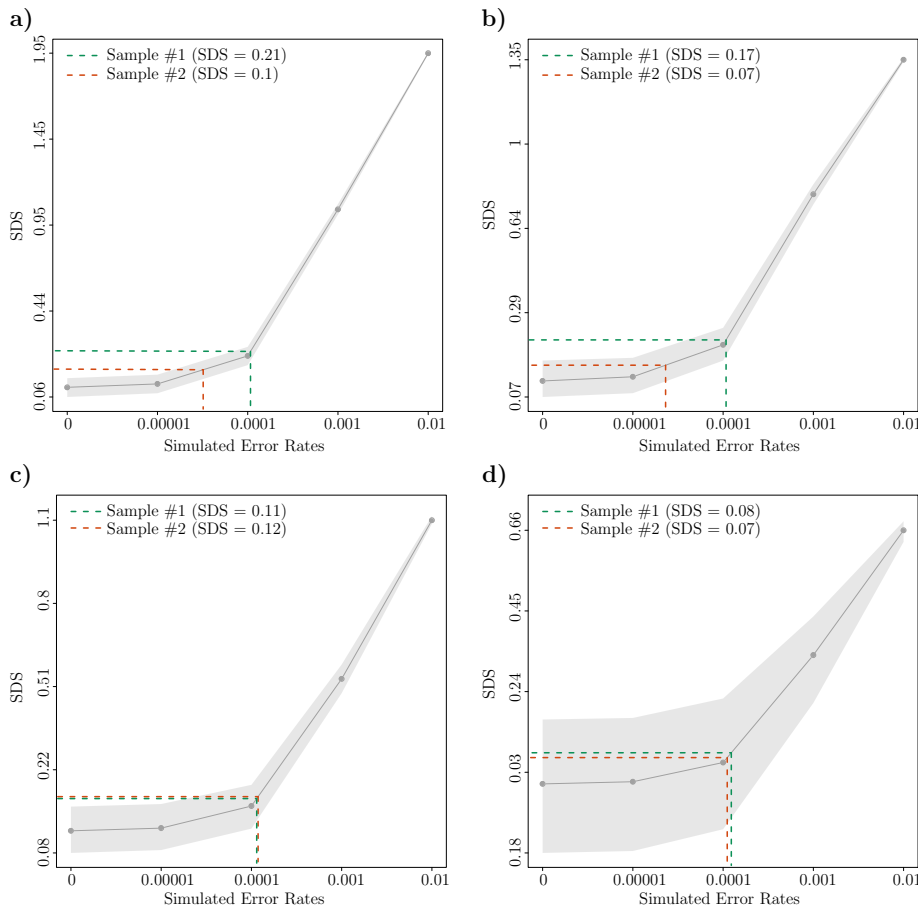 a)
Sample #1 (SDS = 0.21)
Sample #2 (SDS = 0.1)
1.95
1.45
0.95
0.44
0.06
SDS
0 0.00001 0.0001 0.001 0.01
Simulated Error Rates
b)
Sample #1 (SDS = 0.17)
Sample #2 (SDS = 0.07)
1.35
1
0.64
0.29
0.07
SDS
0 0.00001 0.0001 0.001 0.01
Simulated Error Rates
c)
Sample #1 (SDS = 0.11)
Sample #2 (SDS = 0.12)
1.1
0.8
0.51
0.22
0.08
SDS
0 0.00001 0.0001 0.001 0.01
Simulated Error Rates
d)
Sample #1 (SDS = 0.08)
Sample #2 (SDS = 0.07)
0.66
0.45
0.24
0.03
0.18
SDS
0 0.00001 0.0001 0.001 0.01
Simulated Error Rates